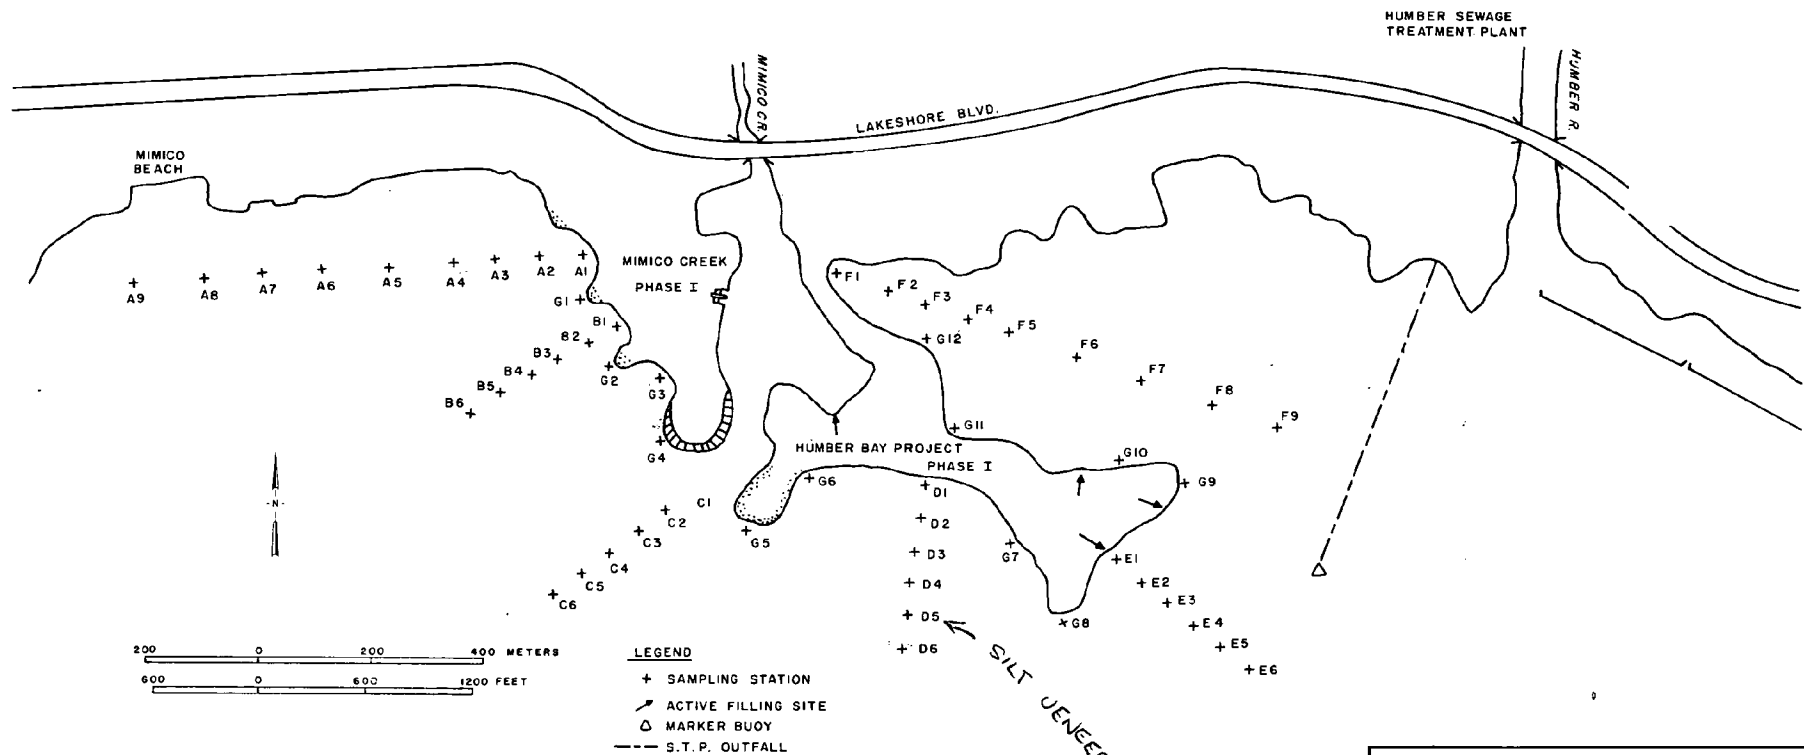 HUMBER SEWAGE
TREATMENT PLANT
MIMICO CR.
HUMBER R.
LAKESHORE BLVD.
MIMICO
BEACH
MIMICO CREEK
PHASE I
A9
A8
A7
A6
A5
A4
A3
A2
A1
G1
B1
B2
B3
B4
B5
B6
G2
G3
G4
F1
F2
F3
F4
F5
G12
F6
F7
F8
F9
G11
HUMBER BAY PROJECT
PHASE I
G10
G9
G6
D1
D2
D3
D4
D5
D6
C1
C2
C3
C4
C5
C6
G5
G7
G8
E1
E2
E3
E4
E5
E6
N
SILT VENEER
200 0 200 400 METERS
600 0 600 1200 FEET
LEGEND
+ SAMPLING STATION
ACTIVE FILLING SITE
MARKER BUOY
S.T.P. OUTFALL